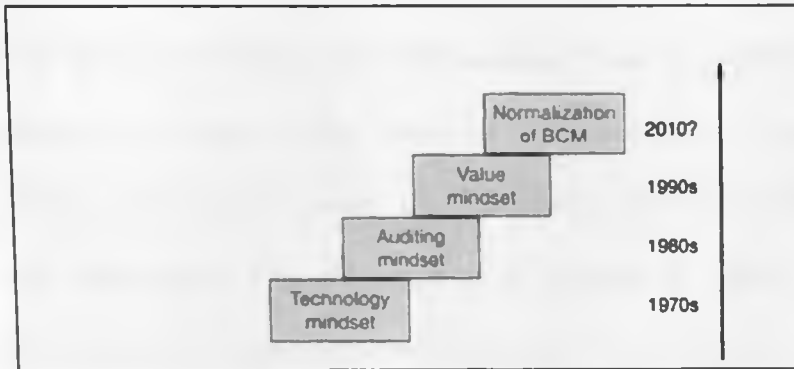 Normalization
of BCM
2010?
Value
mindset
1990s
Auditing
mindset
1980s
Technology
mindset
1970s